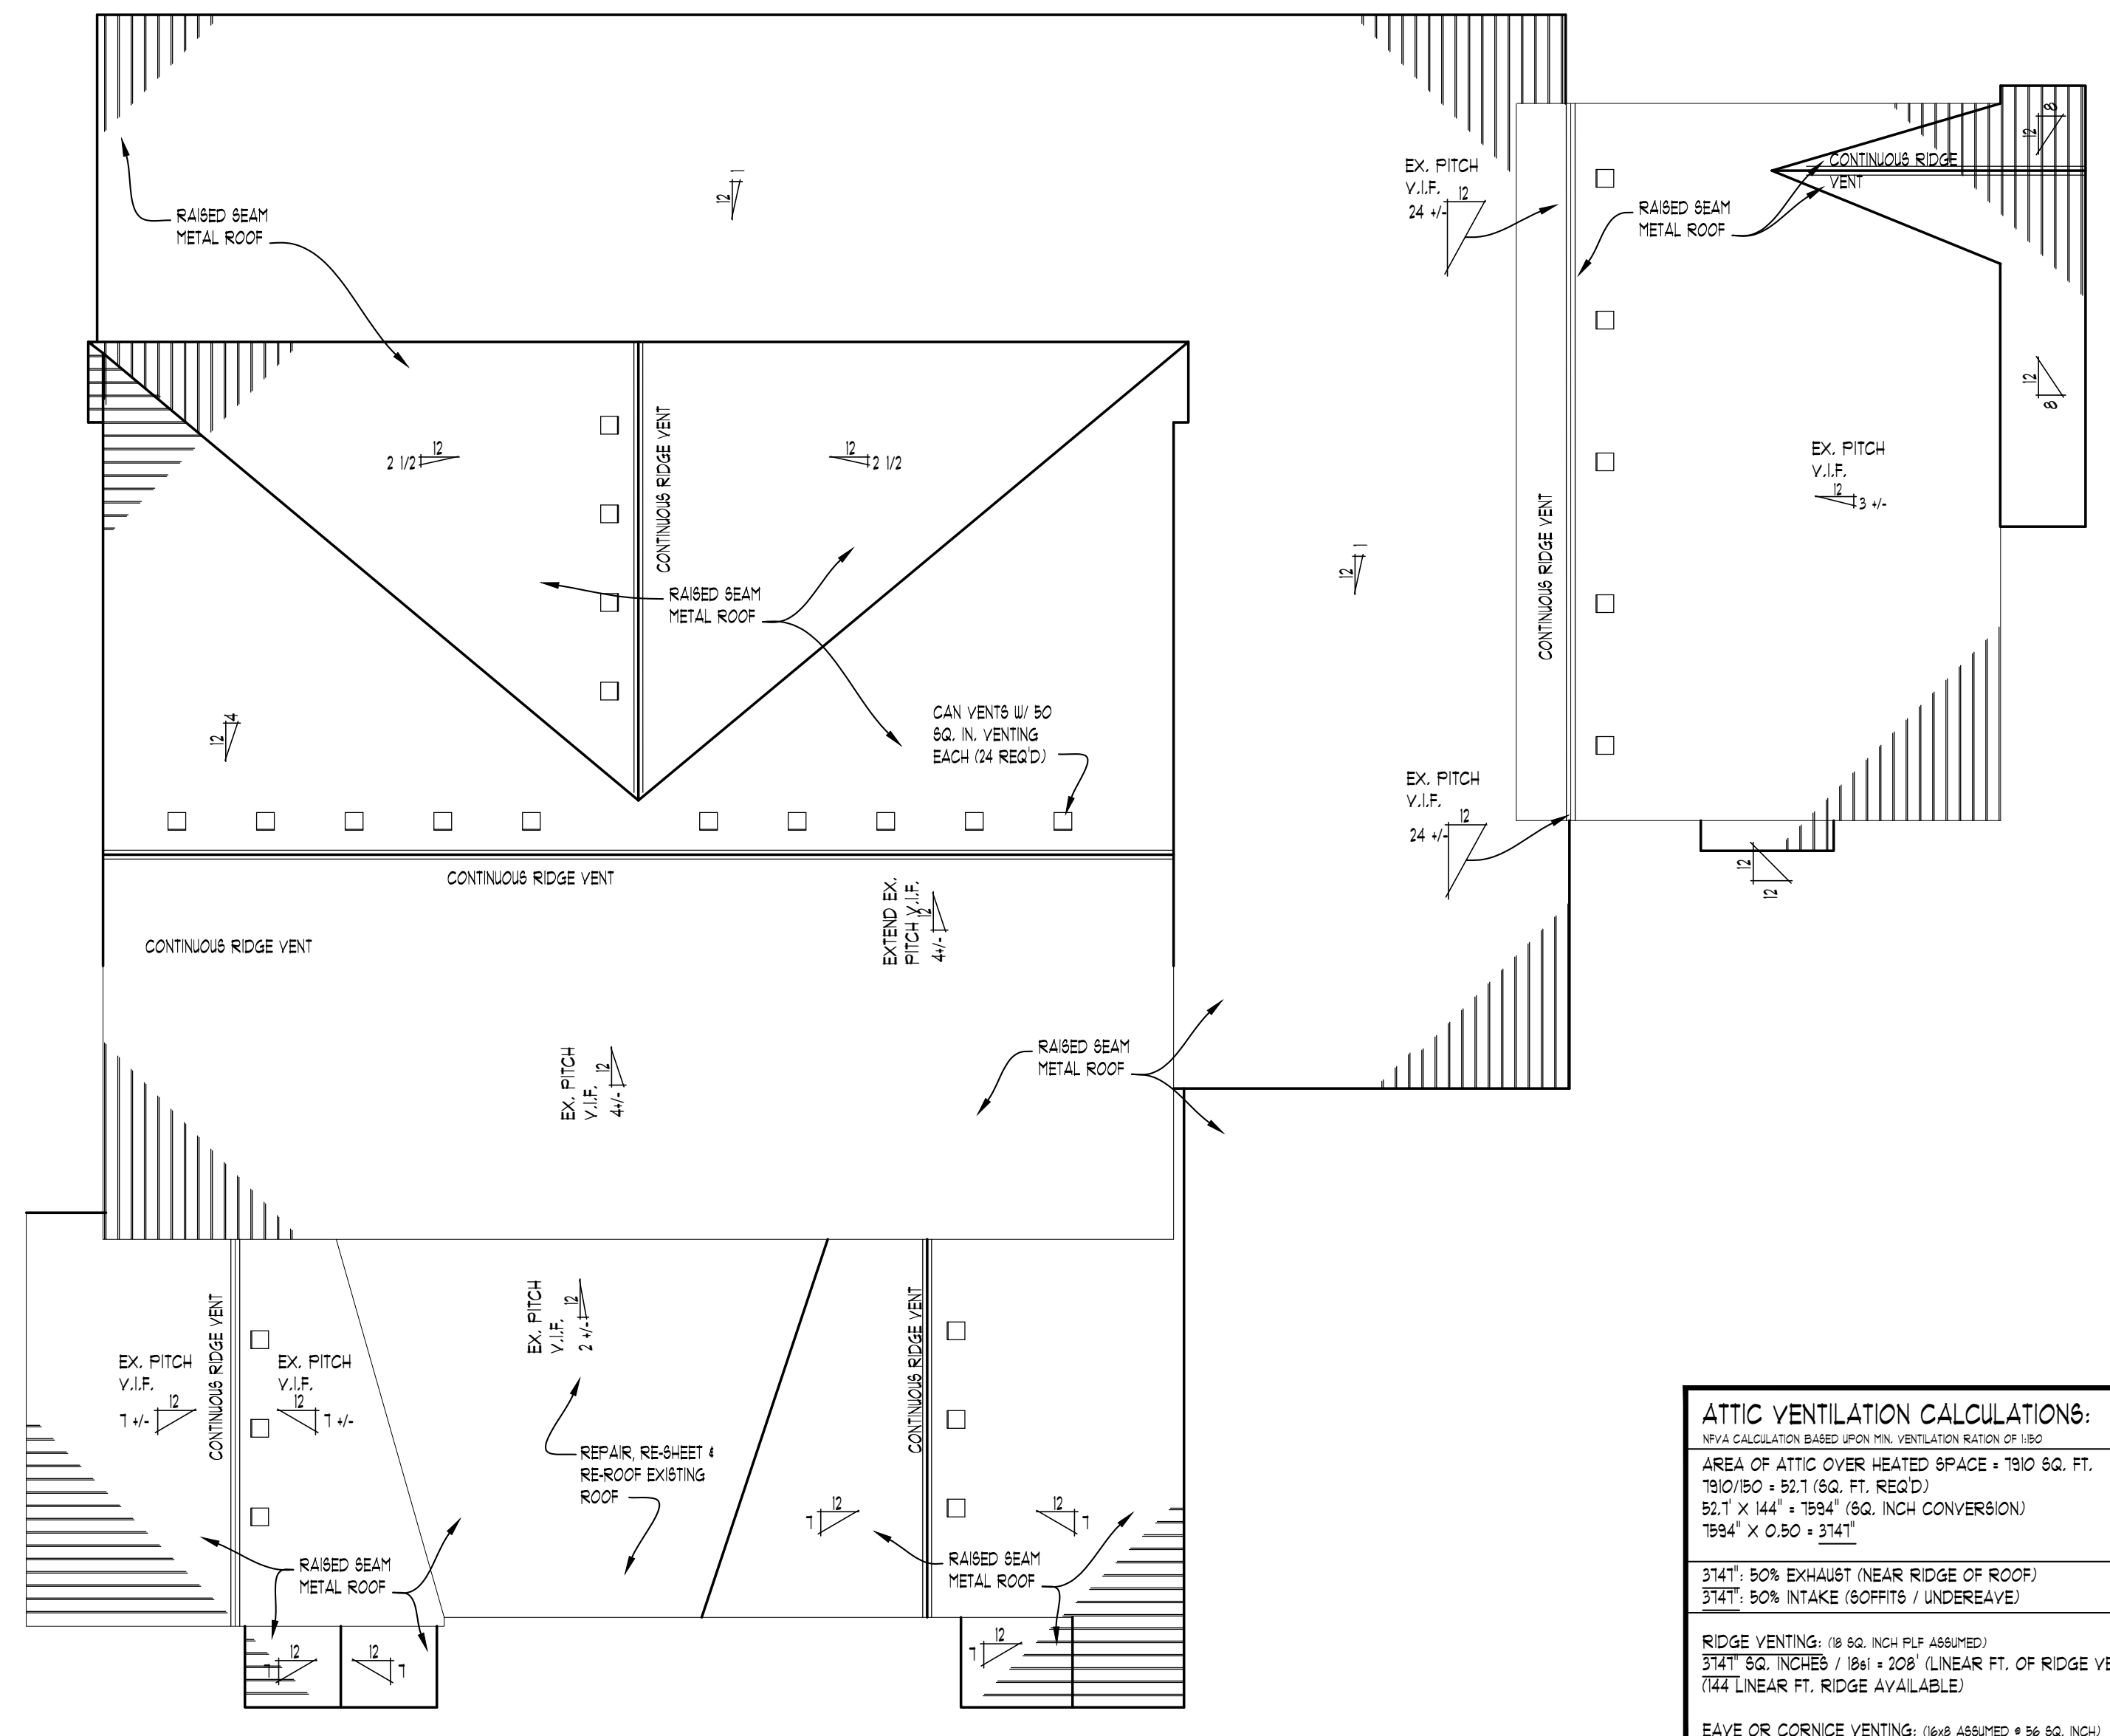 RAISED SEAM
METAL ROOF
12
1
EX. PITCH
V.I.F.
12
24 +/-
RAISED SEAM
METAL ROOF
CONTINUOUS RIDGE
VENT
12
8
12
8
2 1/2
12
CONTINUOUS RIDGE VENT
12
2 1/2
12
1
CONTINUOUS RIDGE VENT
EX. PITCH
V.I.F.
12
3 +/-
RAISED SEAM
METAL ROOF
12
4
CAN VENTS W/ 50
SQ. IN. VENTING
EACH (24 REQ'D)
EX. PITCH
V.I.F.
12
24 +/-
12
12
CONTINUOUS RIDGE VENT
CONTINUOUS RIDGE VENT
EXTEND EX.
PITCH V.I.F.
12
4+/-
EX. PITCH
V.I.F.
12
4+/-
RAISED SEAM
METAL ROOF
EX. PITCH
V.I.F.
12
7 +/-
CONTINUOUS RIDGE VENT
EX. PITCH
V.I.F.
12
7 +/-
EX. PITCH
V.I.F.
12
2 +/-
REPAIR, RE-SHEET &
RE-ROOF EXISTING
ROOF
CONTINUOUS RIDGE VENT
12
7
12
7
RAISED SEAM
METAL ROOF
RAISED SEAM
METAL ROOF
12
7
12
7
12
7
ATTIC VENTILATION CALCULATIONS:
NFVA CALCULATION BASED UPON MIN. VENTILATION RATION OF 1:150
AREA OF ATTIC OVER HEATED SPACE = 7910 SQ. FT.
7910/150 = 52.7 (SQ. FT. REQ'D)
52.7' X 144" = 7594" (SQ. INCH CONVERSION)
7594" X 0.50 = 3747"
3747": 50% EXHAUST (NEAR RIDGE OF ROOF)
3747": 50% INTAKE (SOFFITS / UNDEREAVE)
RIDGE VENTING: (18 SQ. INCH PLF ASSUMED)
3747" SQ. INCHES / 18si = 208' (LINEAR FT. OF RIDGE VE
(144 LINEAR FT. RIDGE AVAILABLE)
EAVE OR CORNICE VENTING: (16x8 ASSUMED @ 56 SQ. INCH)